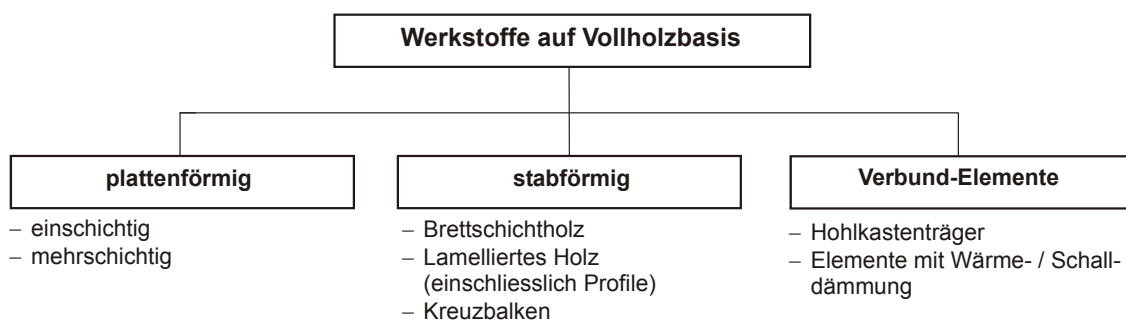 Werkstoffe auf Vollholzbasis
plattenförmig
– einschichtig
– mehrschichtig
stabförmig
– Brettschichtholz
– Lamelliertes Holz
(einschliesslich Profile)
– Kreuzbalken
Verbund-Elemente
– Hohlkastenträger
– Elemente mit Wärme- / Schall-
dämmung